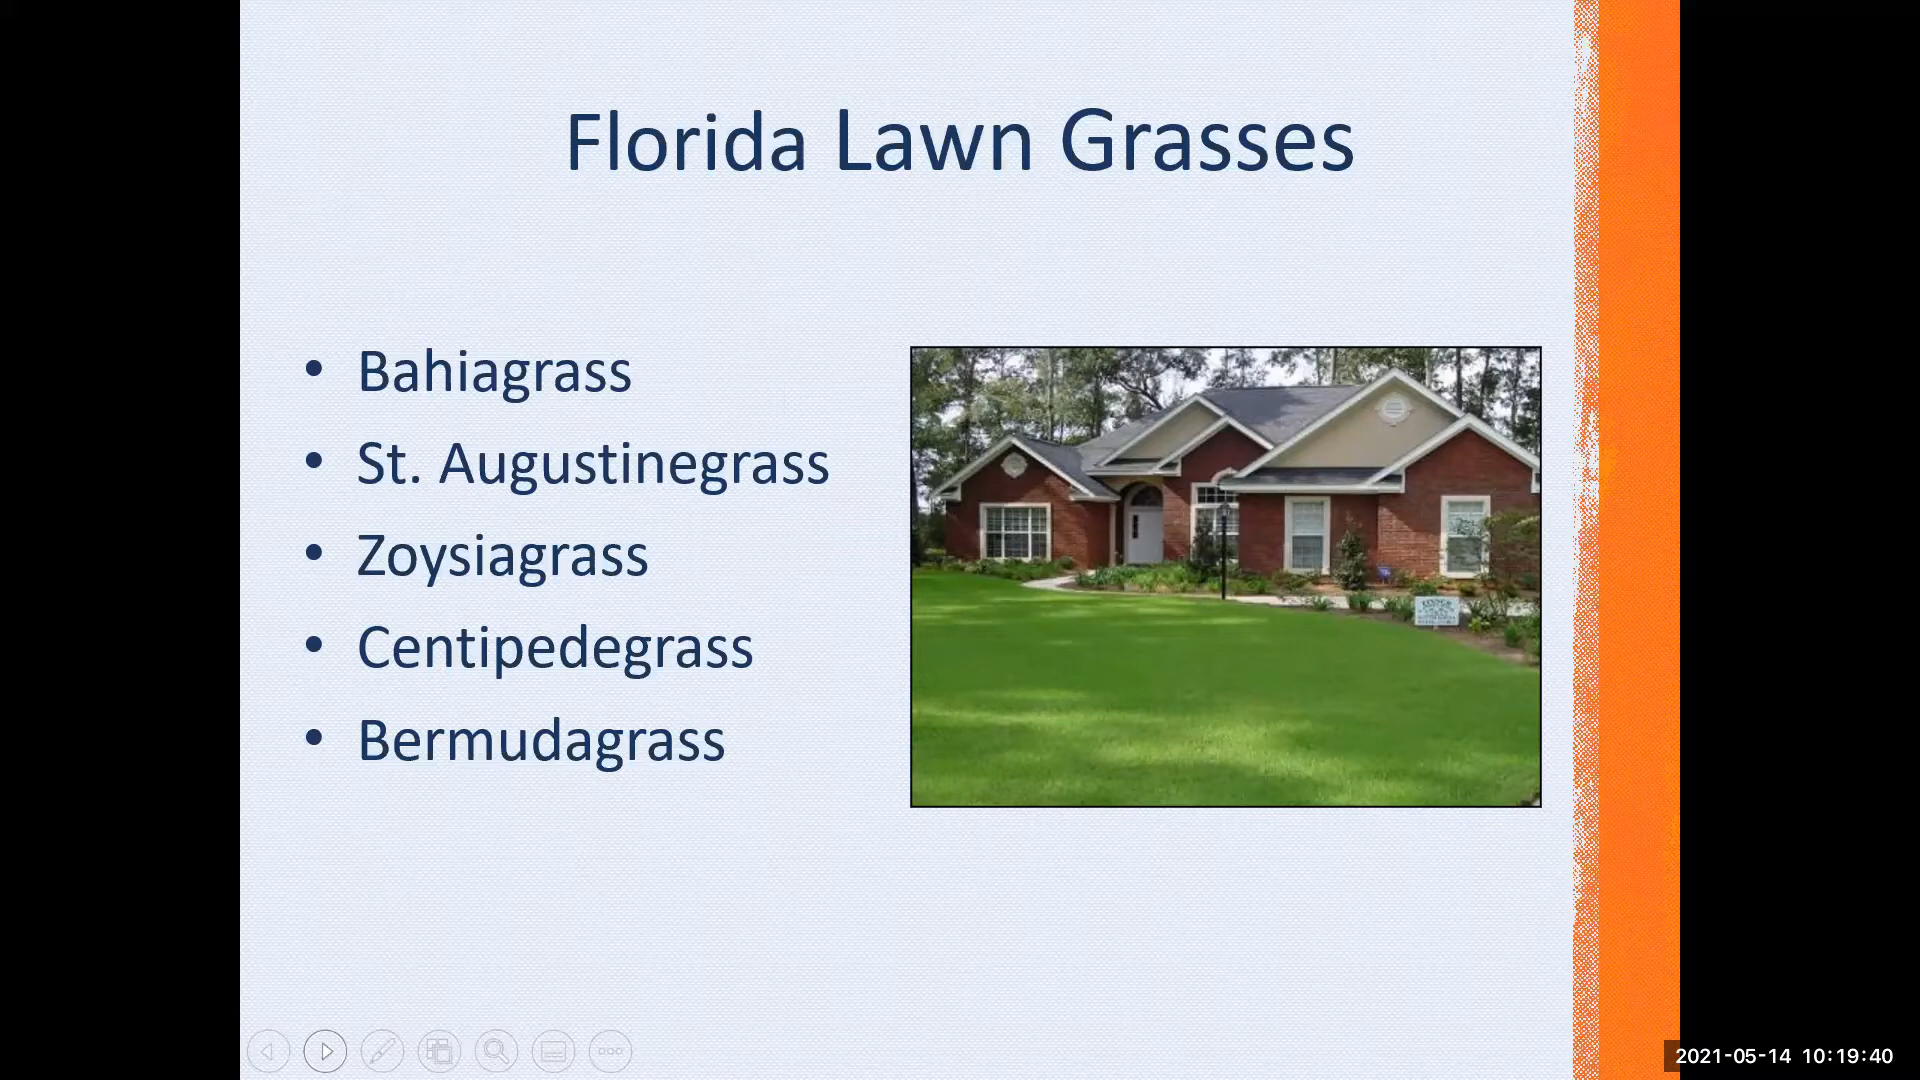 Florida Lawn Grasses
• Bahiagrass
• St. Augustinegrass
• Zoysiagrass
• Centipedegrass
• Bermudagrass
2021-05-14 10:19:40